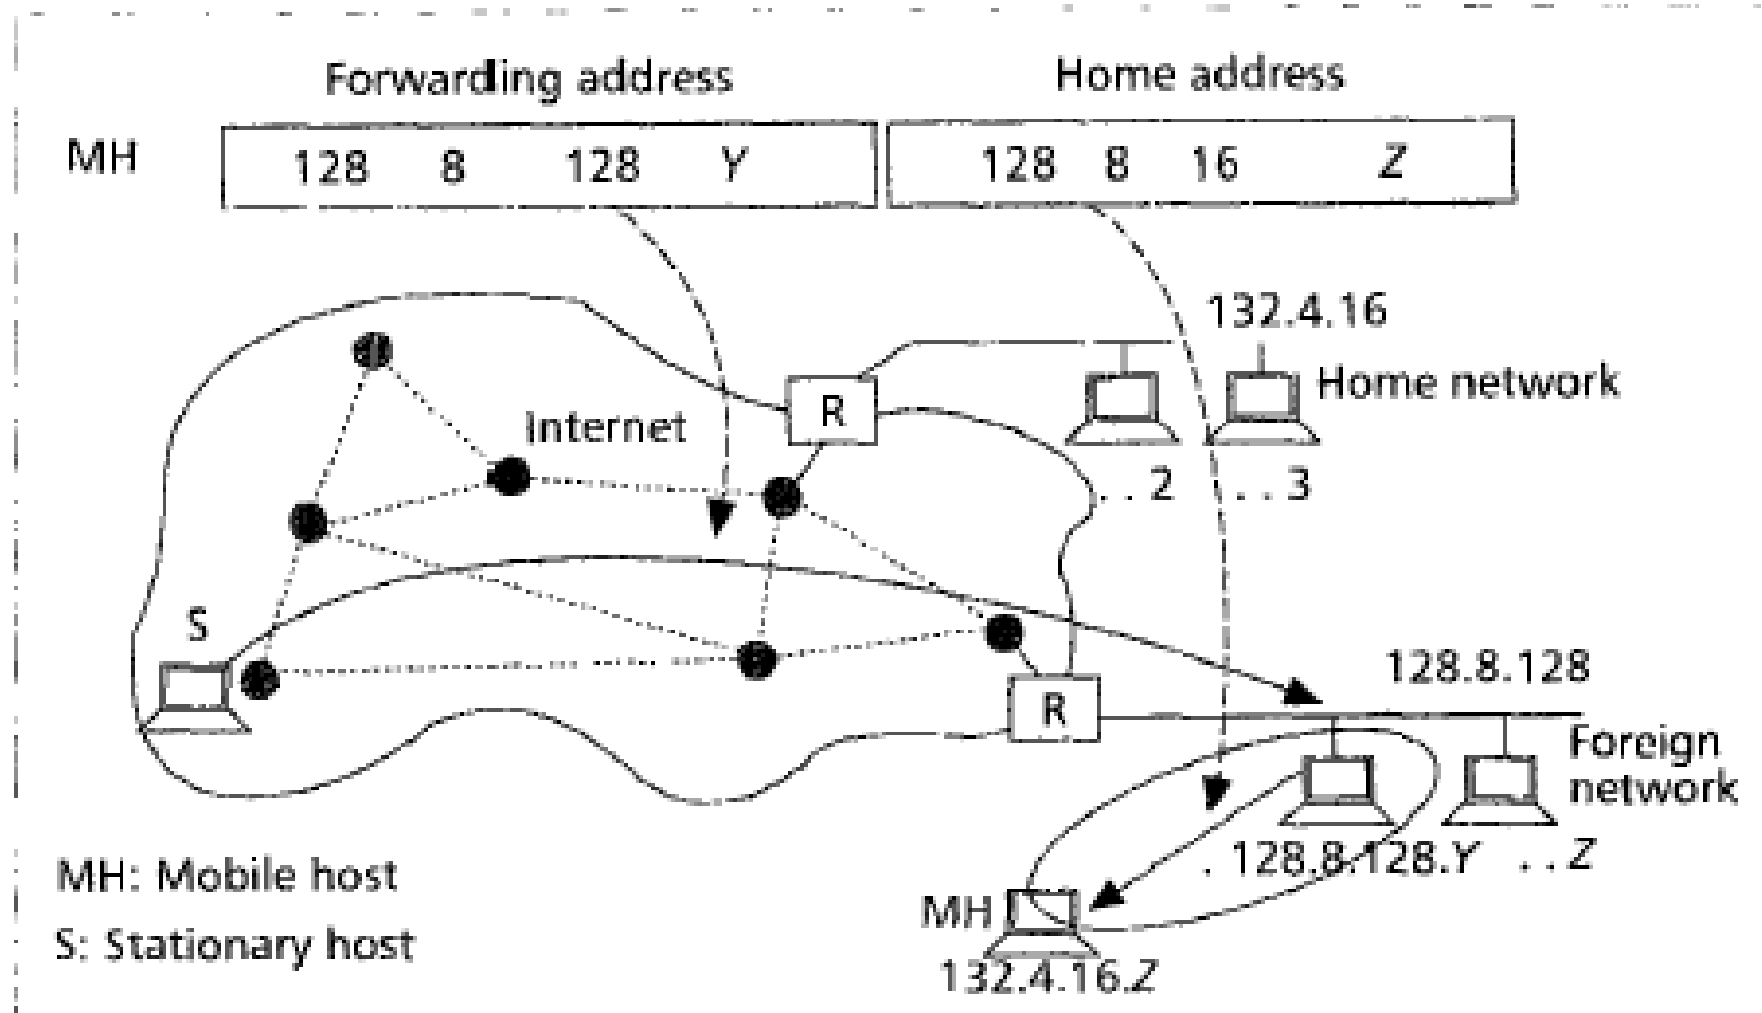 Forwarding address
Home address
MH
128 8 128 Y
128 8 16 Z
132.4.16
Home network
R
Internet
. . 2
. . 3
S
128.8.128
R
Foreign
network
. 128.8.128.Y
. . Z
MH: Mobile host
MH
S: Stationary host
132.4.16.Z